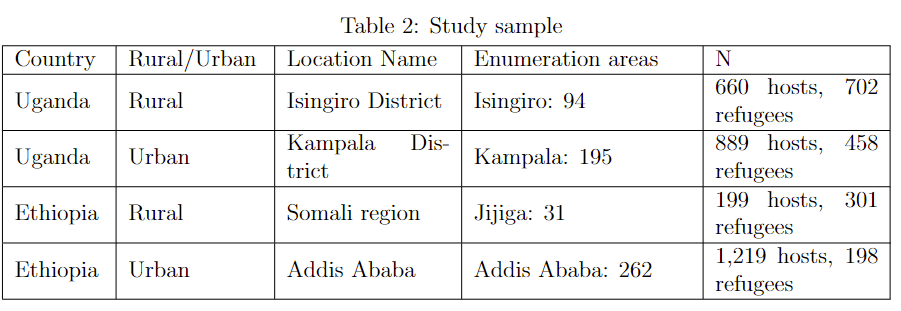 Table 2: Study sample
Country Rural/Urban Location Name Enumeration areas N
Uganda Rural Isingiro District Isingiro: 94 660 hosts, 702
refugees
Uganda Urban Kampala Dis-
trict Kampala: 195 889 hosts, 458
refugees
Ethiopia Rural Somali region Jijiga: 31 199 hosts, 301
refugees
Ethiopia Urban Addis Ababa Addis Ababa: 262 1,219 hosts, 198
refugees